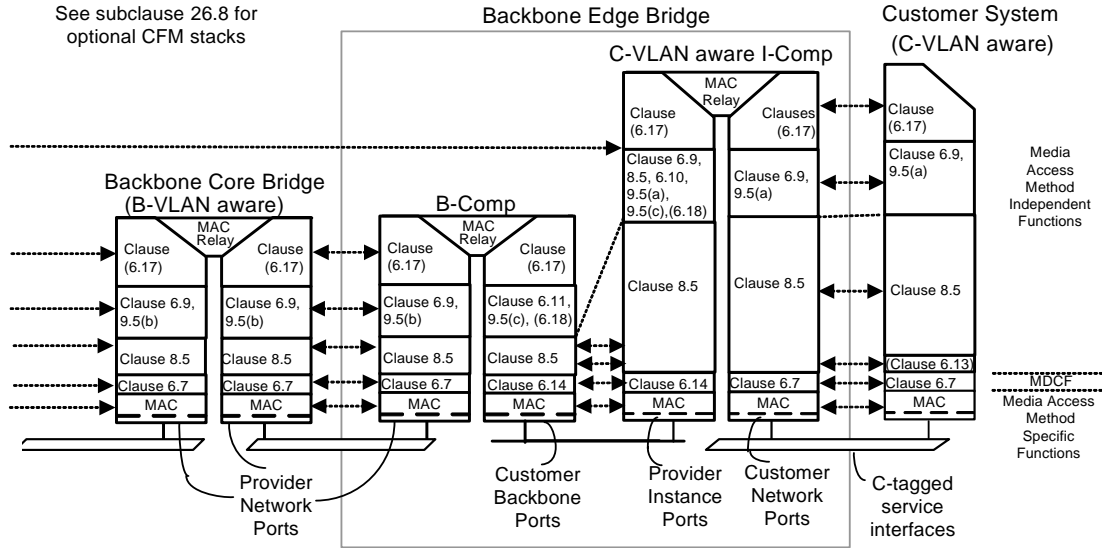 See subclause 26.8 for
optional CFM stacks
Backbone Edge Bridge
Customer System
(C-VLAN aware)
C-VLAN aware I-Comp
MAC
Relay
Clause
(6.17)
Clauses
(6.17)
Clause
(6.17)
Clause 6.9,
8.5, 6.10,
9.5(a),
9.5(c),(6.18)
Clause 6.9,
9.5(a)
Clause 6.9,
9.5(a)
Media
Access
Method
Independent
Functions
Backbone Core Bridge
(B-VLAN aware)
B-Comp
MAC
Relay
MAC
Relay
Clause
(6.17)
Clause
(6.17)
Clause
(6.17)
Clause
(6.17)
Clause 6.9,
9.5(b)
Clause 6.9,
9.5(b)
Clause 6.9,
9.5(b)
Clause 6.11,
9.5(c), (6.18)
Clause 8.5
Clause 8.5
Clause 8.5
Clause 8.5
Clause 8.5
Clause 8.5
Clause 8.5
(Clause 6.13)
Clause 6.7
Clause 6.7
Clause 6.7
Clause 6.14
Clause 6.14
Clause 6.7
Clause 6.7
MDCF
MAC
MAC
MAC
MAC
MAC
MAC
MAC
Media Access
Method
Specific
Functions
Provider
Network
Ports
Customer
Backbone
Ports
Provider
Instance
Ports
Customer
Network
Ports
C-tagged
service
interfaces